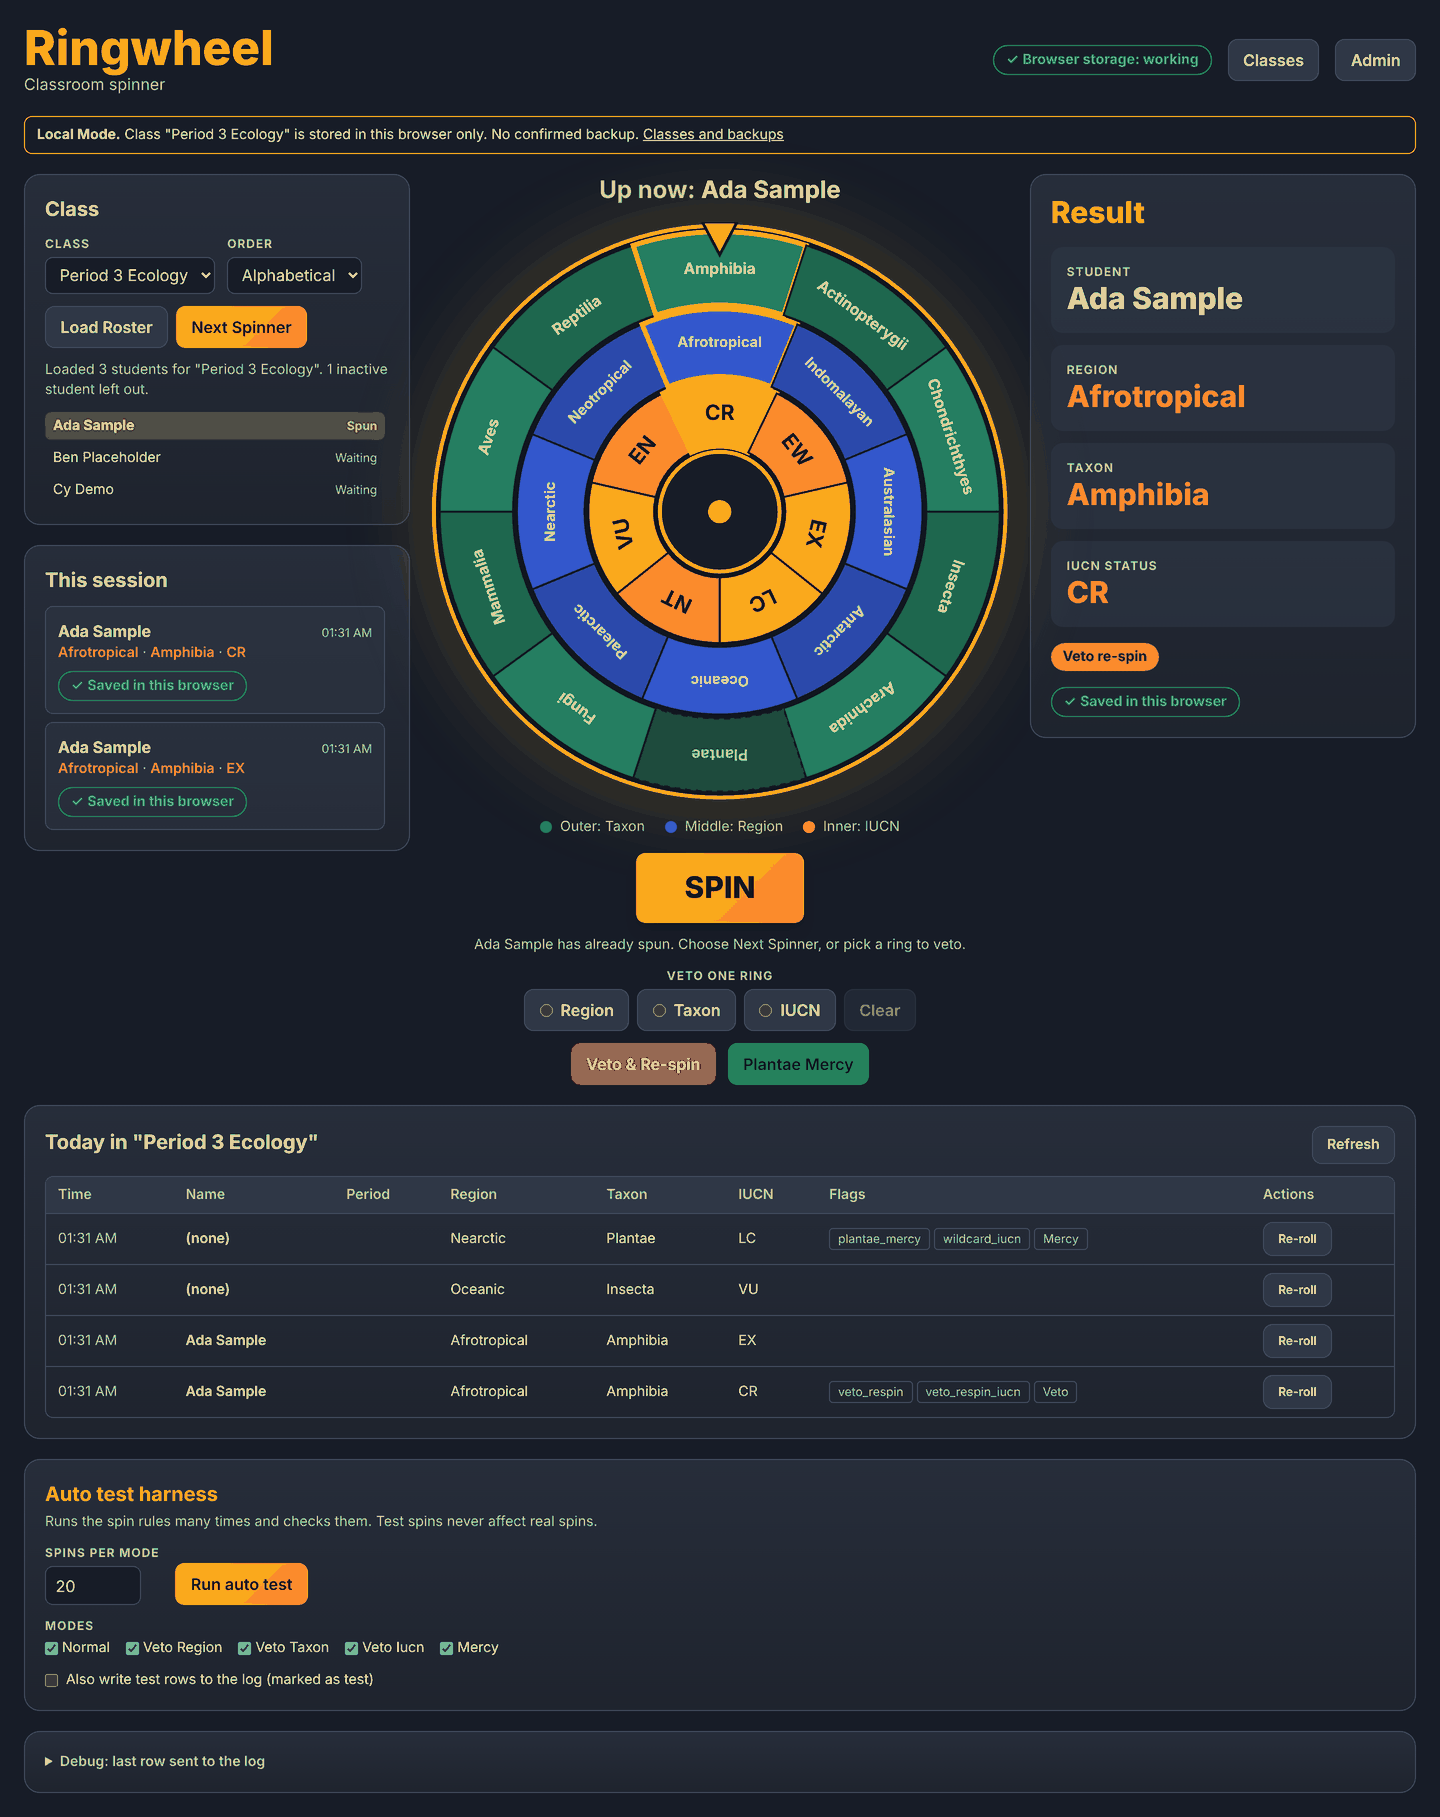 Ringwheel
Classroom spinner
✓ Browser storage: working
Classes
Admin
Local Mode. Class "Period 3 Ecology" is stored in this browser only. No confirmed backup. Classes and backups
Class
CLASS
ORDER
Period 3 Ecology
Alphabetical
Load Roster
Next Spinner
Loaded 3 students for "Period 3 Ecology". 1 inactive
student left out.
Ada Sample Spun
Ben Placeholder Waiting
Cy Demo Waiting
This session
Ada Sample 01:31 AM
Afrotropical · Amphibia · CR
✓ Saved in this browser
Ada Sample 01:31 AM
Afrotropical · Amphibia · EX
✓ Saved in this browser
Up now: Ada Sample
Amphibia
Actinopterygii
Chondrichthyes
Insecta
Arachnida
Plantae
Fungi
Mammalia
Aves
Reptilia
Afrotropical
Indomalayan
Australasian
Antarctic
Oceanic
Palearctic
Nearctic
Neotropical
CR
EW
EX
LC
NT
VU
EN
Outer: Taxon
Middle: Region
Inner: IUCN
SPIN
Ada Sample has already spun. Choose Next Spinner, or pick a ring to veto.
VETO ONE RING
Region
Taxon
IUCN
Clear
Veto & Re-spin
Plantae Mercy
Result
STUDENT
Ada Sample
REGION
Afrotropical
TAXON
Amphibia
IUCN STATUS
CR
Veto re-spin
✓ Saved in this browser
Today in "Period 3 Ecology"
Refresh
Time Name Period Region Taxon IUCN Flags Actions
01:31 AM (none) Nearctic Plantae LC plantae_mercy wildcard_iucn Mercy Re-roll
01:31 AM (none) Oceanic Insecta VU Re-roll
01:31 AM Ada Sample Afrotropical Amphibia EX Re-roll
01:31 AM Ada Sample Afrotropical Amphibia CR veto_respin veto_respin_iucn Veto Re-roll
Auto test harness
Runs the spin rules many times and checks them. Test spins never affect real spins.
SPINS PER MODE
20
Run auto test
MODES
Normal Veto Region Veto Taxon Veto Iucn Mercy
Also write test rows to the log (marked as test)
Debug: last row sent to the log